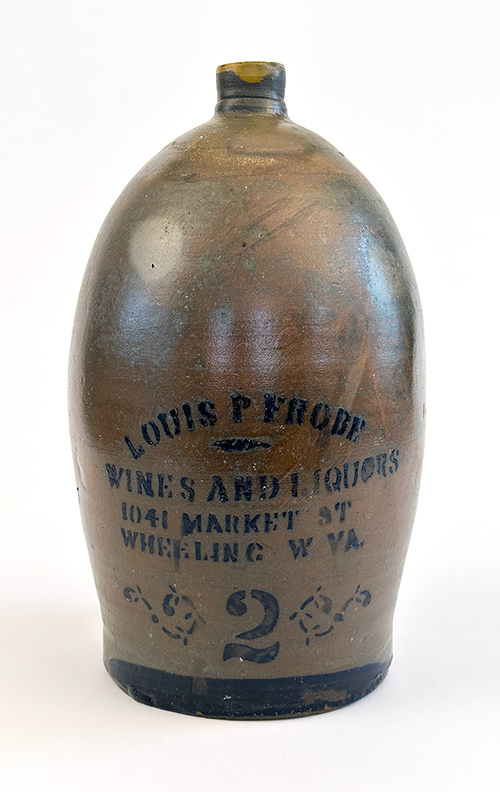 LOUIS P FROBE
WINES AND LIQUORS
1041 MARKET ST
WHEELING W VA.
2